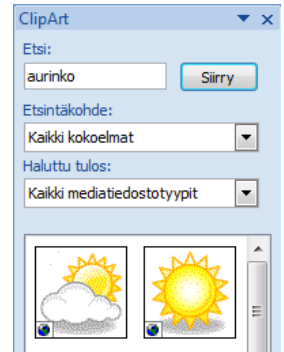 ClipArt
Etsi:
aurinko
Siirry
Etsintäkohde:
Kaikki kokoelmat
Haluttu tulos:
Kaikki mediatiedostotyypit